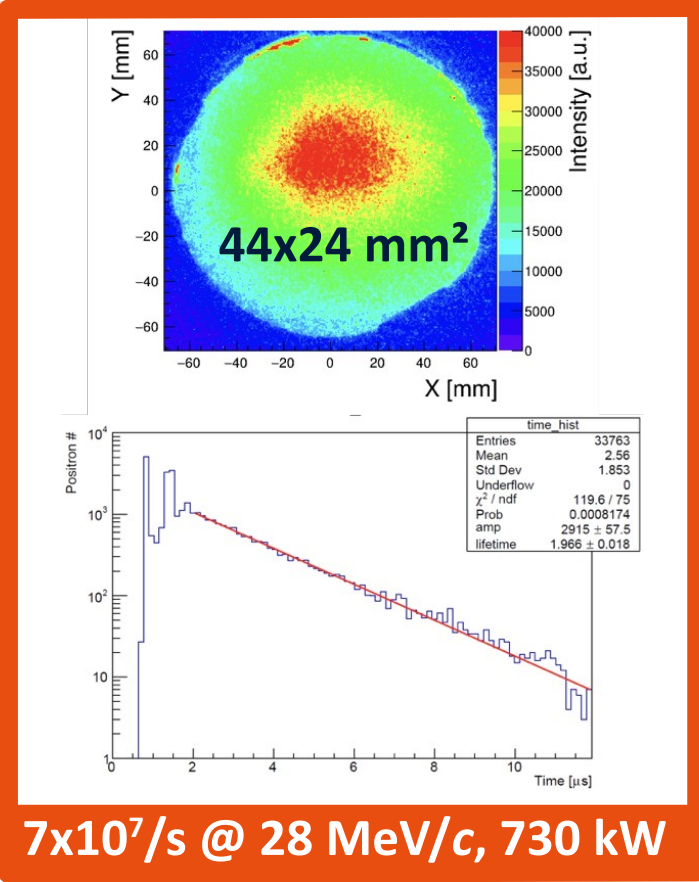 Y [mm]
60
40
20
0
−20
−40
−60
−60 −40 −20 0 20 40 60
X [mm]
44x24 mm²
40000
35000
30000
25000
20000
15000
10000
5000
0
Intensity [a.u.]
Positron #
10⁴
10³
10²
10
1
0 2 4 6 8 10
Time [μs]
time_hist
Entries 33763
Mean 2.56
Std Dev 1.853
Underflow 0
χ² / ndf 119.6 / 75
Prob 0.0008174
amp 2915 ± 57.5
lifetime 1.966 ± 0.018
7x10⁷/s @ 28 MeV/c, 730 kW